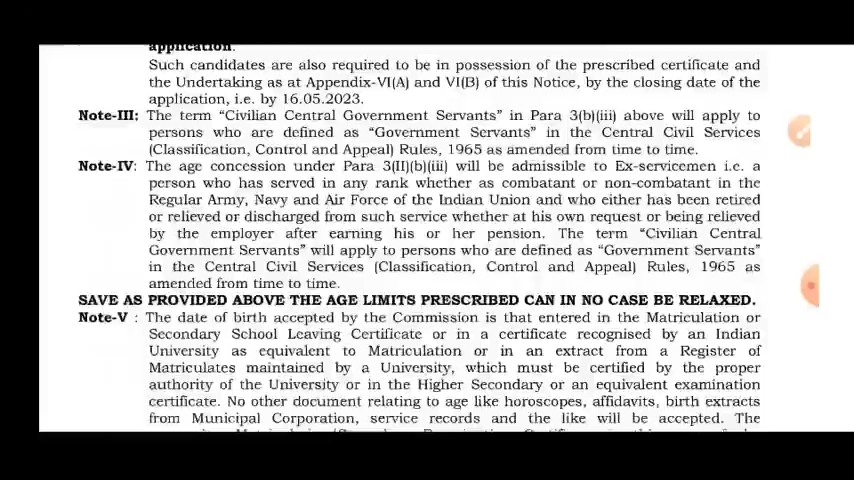 application.
Such candidates are also required to be in possession of the prescribed certificate and
the Undertaking as at Appendix-VI(A) and VI(B) of this Notice, by the closing date of the
application, i.e. by 16.05.2023.
Note-III: The term “Civilian Central Government Servants” in Para 3(b)(iii) above will apply to
persons who are defined as “Government Servants” in the Central Civil Services
(Classification, Control and Appeal) Rules, 1965 as amended from time to time.
Note-IV: The age concession under Para 3(II)(b)(iii) will be admissible to Ex-servicemen i.e. a
person who has served in any rank whether as combatant or non-combatant in the
Regular Army, Navy and Air Force of the Indian Union and who either has been retired
or relieved or discharged from such service whether at his own request or being relieved
by the employer after earning his or her pension. The term “Civilian Central
Government Servants” will apply to persons who are defined as “Government Servants”
in the Central Civil Services (Classification, Control and Appeal) Rules, 1965 as
amended from time to time.
SAVE AS PROVIDED ABOVE THE AGE LIMITS PRESCRIBED CAN IN NO CASE BE RELAXED.
Note-V : The date of birth accepted by the Commission is that entered in the Matriculation or
Secondary School Leaving Certificate or in a certificate recognised by an Indian
University as equivalent to Matriculation or in an extract from a Register of
Matriculates maintained by a University, which must be certified by the proper
authority of the University or in the Higher Secondary or an equivalent examination
certificate. No other document relating to age like horoscopes, affidavits, birth extracts
from Municipal Corporation, service records and the like will be accepted. The